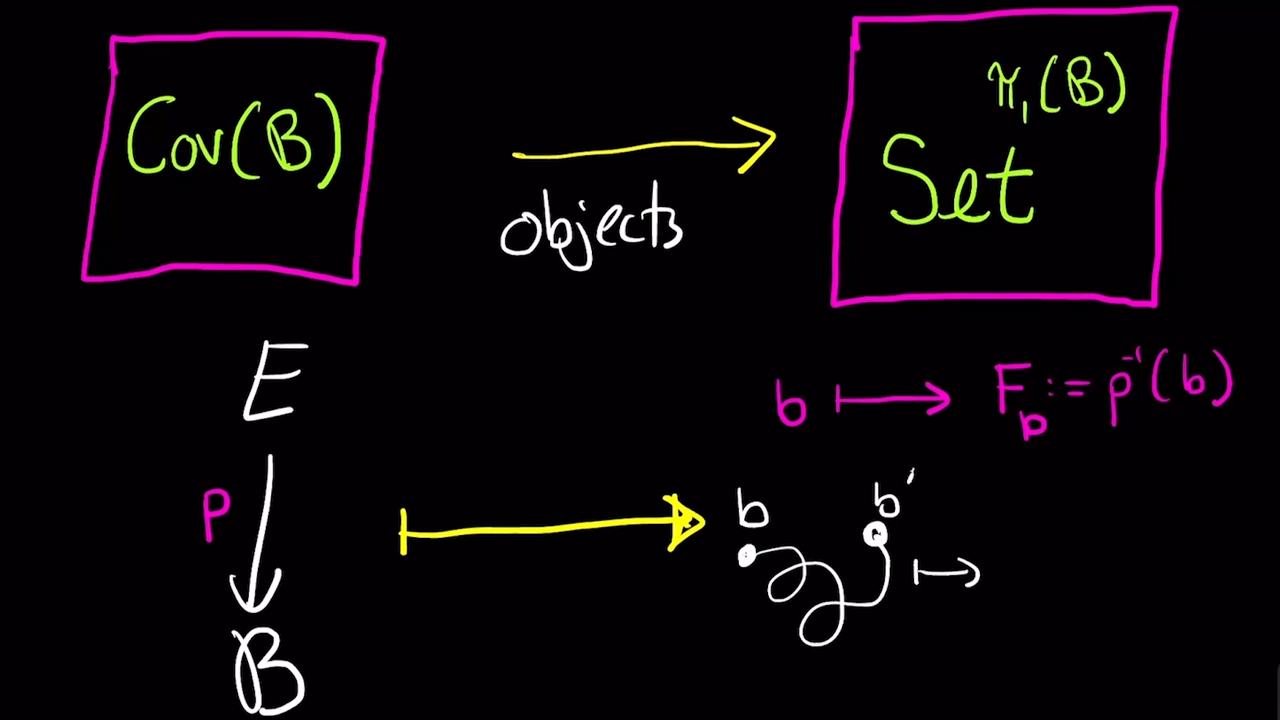 Cov(B)
objects
Set^π₁(B)
E
p
B
b ↦ F_b := p⁻¹(b)
b b′
↦